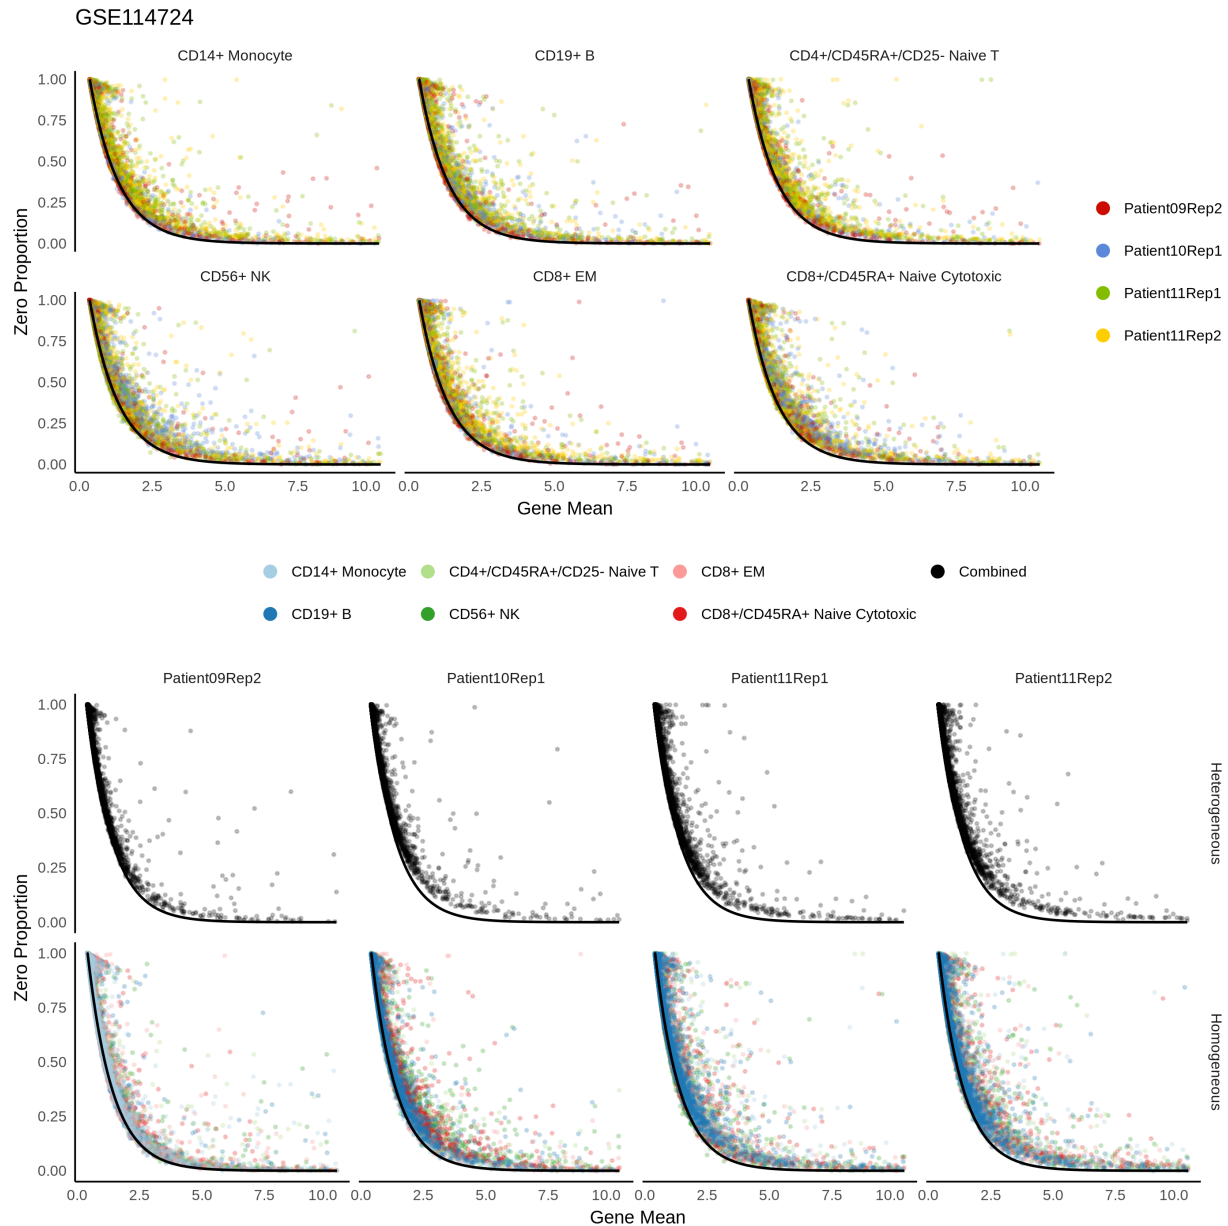 GSE114724
CD14+ Monocyte
CD19+ B
CD4+/CD45RA+/CD25- Naive T
1.00
0.75
0.50
0.25
0.00
CD56+ NK
CD8+ EM
CD8+/CD45RA+ Naive Cytotoxic
1.00
0.75
0.50
0.25
0.00
Zero Proportion
0.0 2.5 5.0 7.5 10.0
0.0 2.5 5.0 7.5 10.0
0.0 2.5 5.0 7.5 10.0
Gene Mean
Patient09Rep2
Patient10Rep1
Patient11Rep1
Patient11Rep2
CD14+ Monocyte
CD4+/CD45RA+/CD25- Naive T
CD8+ EM
Combined
CD19+ B
CD56+ NK
CD8+/CD45RA+ Naive Cytotoxic
Patient09Rep2
Patient10Rep1
Patient11Rep1
Patient11Rep2
1.00
0.75
0.50
0.25
0.00
Heterogeneous
1.00
0.75
0.50
0.25
0.00
Homogeneous
Zero Proportion
0.0 2.5 5.0 7.5 10.0
0.0 2.5 5.0 7.5 10.0
0.0 2.5 5.0 7.5 10.0
0.0 2.5 5.0 7.5 10.0
Gene Mean